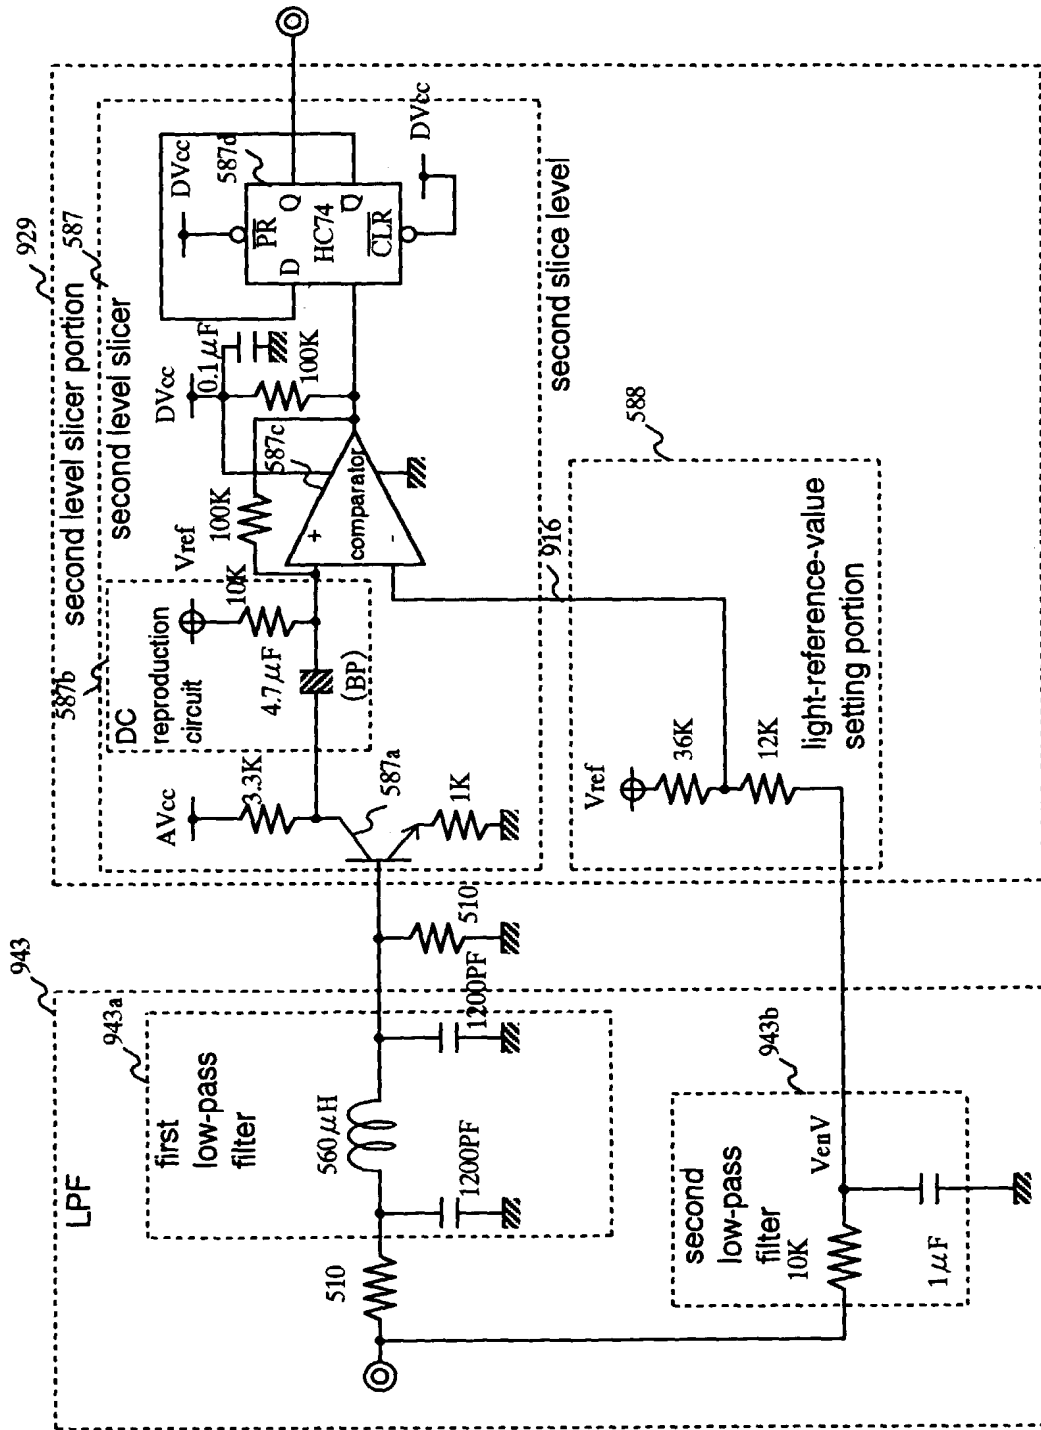 LPF
943
943a
first
low-pass
filter
510
560μH
1200PF
1200PF
510
second
low-pass
filter
10K
1μF
VenV
943b
929
second level slicer portion
587
second level slicer
587b
DC
reproduction
circuit
AVcc
3.3K
587a
1K
4.7μF
(BP)
Vref
10K
100K
587c
+
-
comparator
DVcc
0.1μF
100K
DVcc
587d
PR
D
Q
HC74
Q
CLR
DVcc
second slice level
916
588
Vref
36K
12K
light-reference-value
setting portion